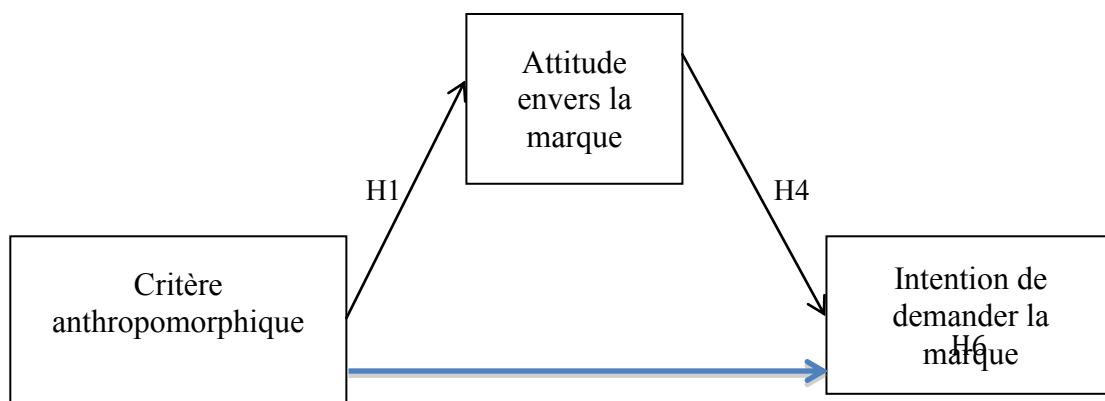 Attitude
envers la
marque
H1
H4
Critère
anthropomorphique
Intention de
demander la
marque
H6